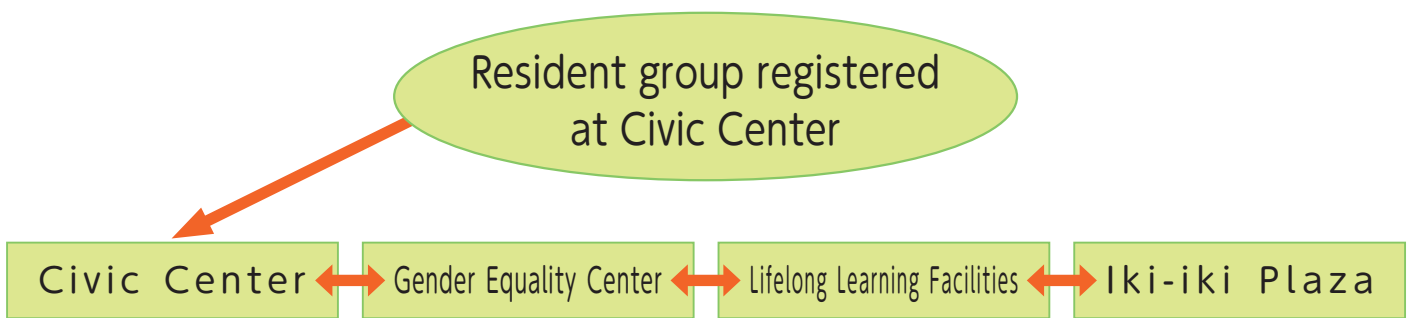 Resident group registered
at Civic Center
Civic Center
Gender Equality Center
Lifelong Learning Facilities
Iki-iki Plaza